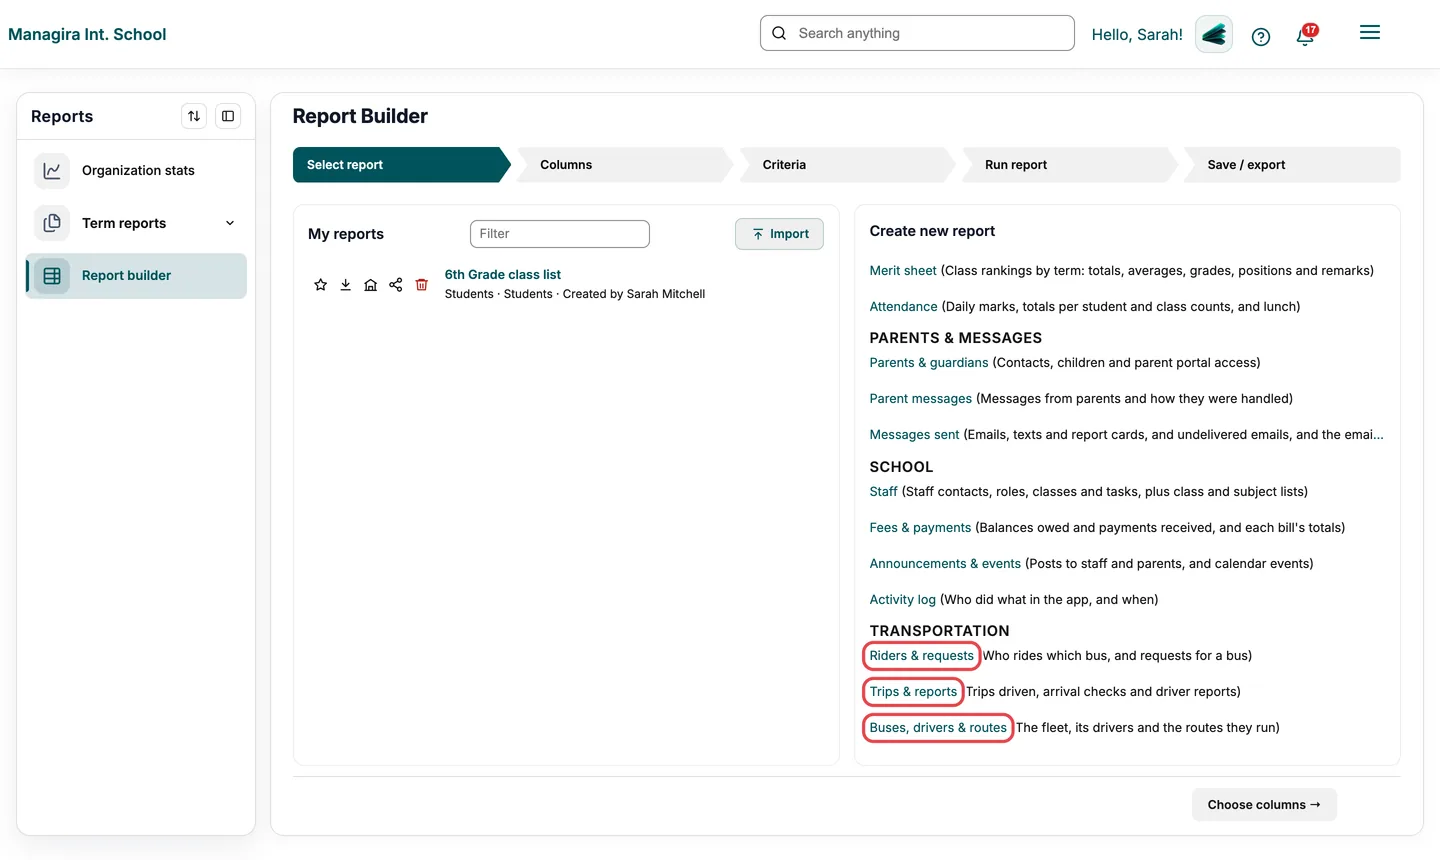 Managira Int. School
Search anything
Hello, Sarah!
17
Reports
Organization stats
Term reports
Report builder
Report Builder
Select report
Columns
Criteria
Run report
Save / export
My reports
Filter
Import
6th Grade class list
Students · Students · Created by Sarah Mitchell
Create new report
Merit sheet (Class rankings by term: totals, averages, grades, positions and remarks)
Attendance (Daily marks, totals per student and class counts, and lunch)
PARENTS & MESSAGES
Parents & guardians (Contacts, children and parent portal access)
Parent messages (Messages from parents and how they were handled)
Messages sent (Emails, texts and report cards, and undelivered emails, and the emai...
SCHOOL
Staff (Staff contacts, roles, classes and tasks, plus class and subject lists)
Fees & payments (Balances owed and payments received, and each bill's totals)
Announcements & events (Posts to staff and parents, and calendar events)
Activity log (Who did what in the app, and when)
TRANSPORTATION
Riders & requests Who rides which bus, and requests for a bus)
Trips & reports Trips driven, arrival checks and driver reports)
Buses, drivers & routes The fleet, its drivers and the routes they run)
Choose columns →